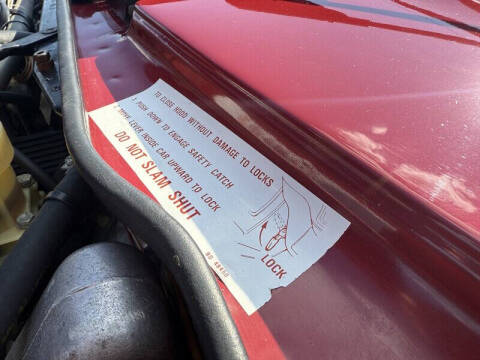 TO CLOSE HOOD WITHOUT DAMAGE TO LOCKS
PUSH DOWN TO ENGAGE SAFETY CATCH
LEVER INSIDE CAR UPWARD TO LOCK
DO NOT SLAM SHUT
LOCK